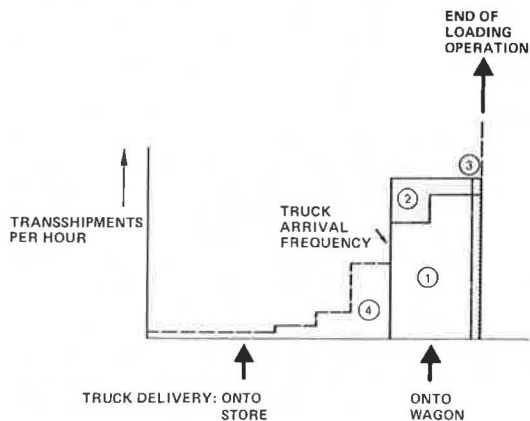 END OF
LOADING
OPERATION
③
②
TRUCK
ARRIVAL
FREQUENCY
TRANSSHIPMENTS
PER HOUR
①
④
TRUCK DELIVERY: ONTO
STORE
ONTO
WAGON